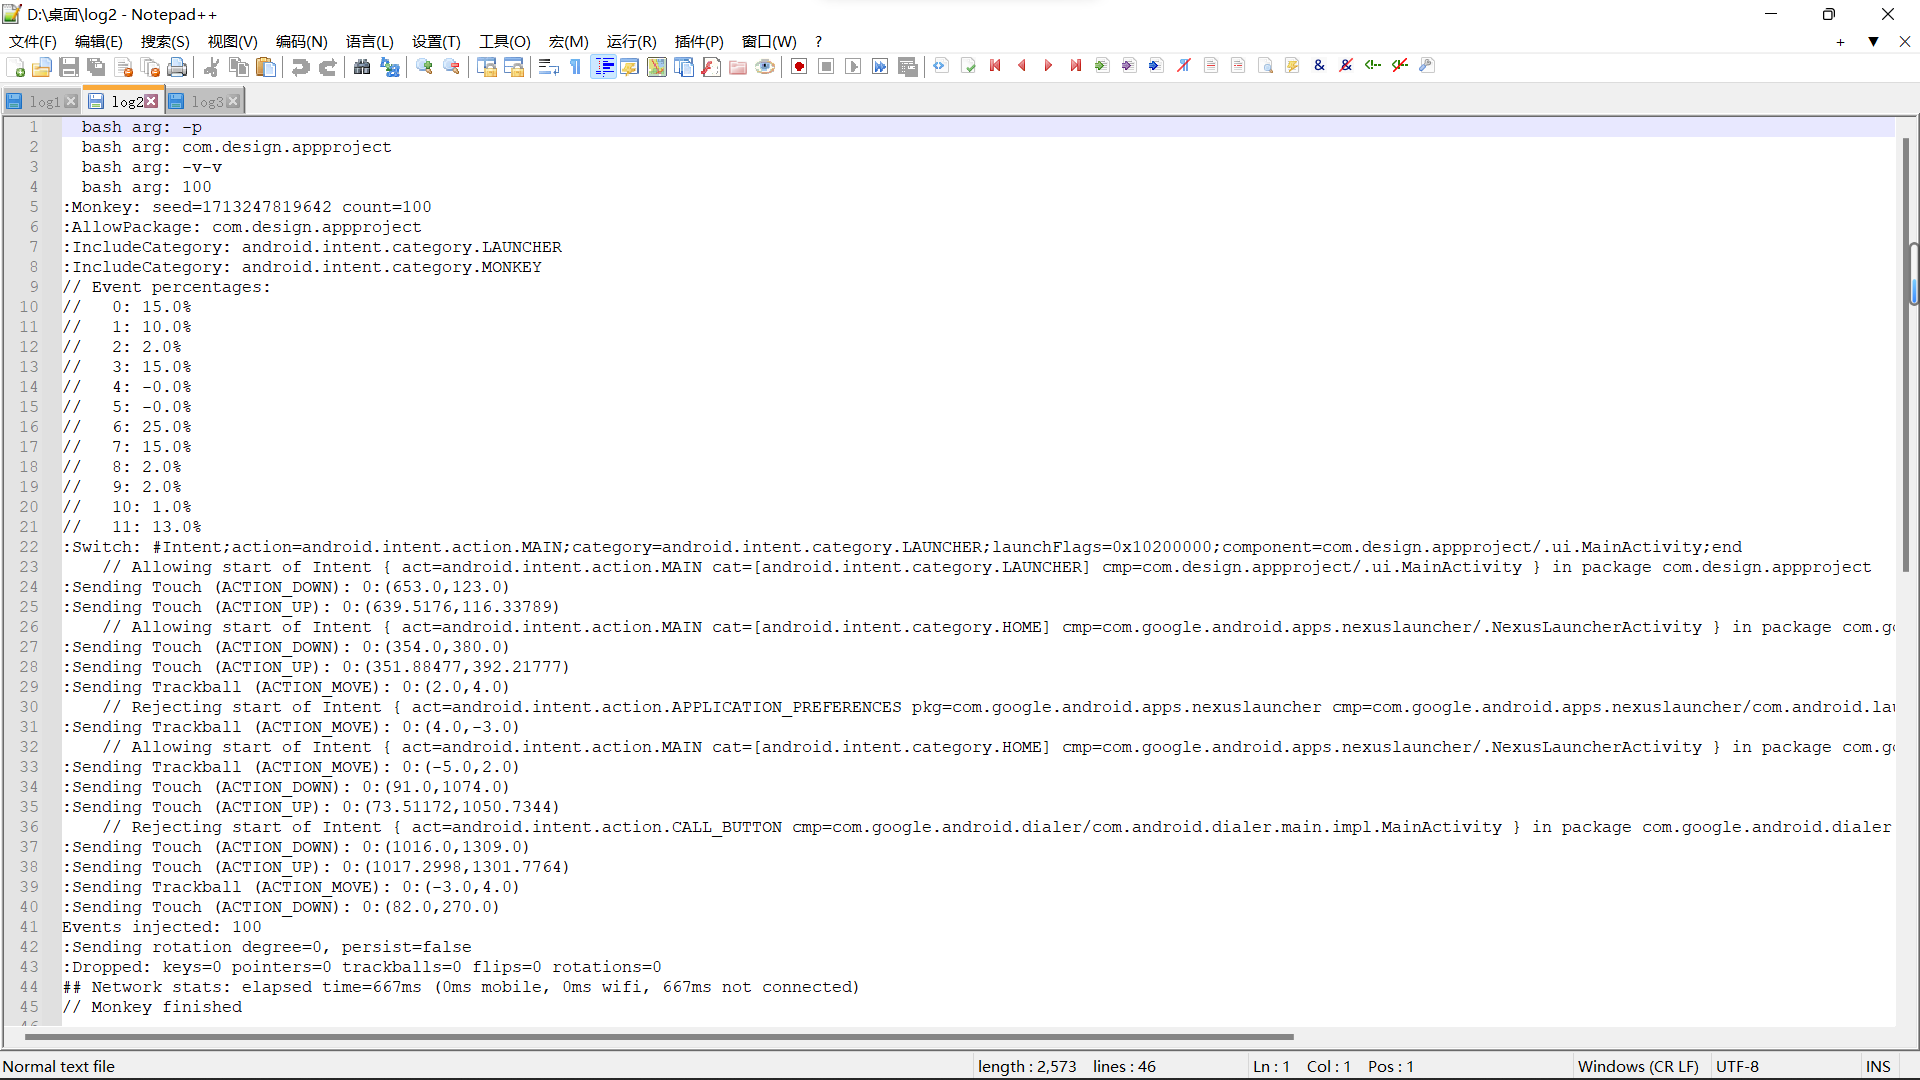 D:\桌面\log2 - Notepad++
文件(F) 编辑(E) 搜索(S) 视图(V) 编码(N) 语言(L) 设置(T) 工具(O) 宏(M) 运行(R) 插件(P) 窗口(W) ?
log1 log2 log3
1 bash arg: -p
2 bash arg: com.design.appproject
3 bash arg: -v-v
4 bash arg: 100
5 :Monkey: seed=1713247819642 count=100
6 :AllowPackage: com.design.appproject
7 :IncludeCategory: android.intent.category.LAUNCHER
8 :IncludeCategory: android.intent.category.MONKEY
9 // Event percentages:
10 //   0: 15.0%
11 //   1: 10.0%
12 //   2: 2.0%
13 //   3: 15.0%
14 //   4: -0.0%
15 //   5: -0.0%
16 //   6: 25.0%
17 //   7: 15.0%
18 //   8: 2.0%
19 //   9: 2.0%
20 //   10: 1.0%
21 //   11: 13.0%
22 :Switch: #Intent;action=android.intent.action.MAIN;category=android.intent.category.LAUNCHER;launchFlags=0x10200000;component=com.design.appproject/.ui.MainActivity;end
23 // Allowing start of Intent { act=android.intent.action.MAIN cat=[android.intent.category.LAUNCHER] cmp=com.design.appproject/.ui.MainActivity } in package com.design.appproject
24 :Sending Touch (ACTION_DOWN): 0:(653.0,123.0)
25 :Sending Touch (ACTION_UP): 0:(639.5176,116.33789)
26 // Allowing start of Intent { act=android.intent.action.MAIN cat=[android.intent.category.HOME] cmp=com.google.android.apps.nexuslauncher/.NexusLauncherActivity } in package com.g
27 :Sending Touch (ACTION_DOWN): 0:(354.0,380.0)
28 :Sending Touch (ACTION_UP): 0:(351.88477,392.21777)
29 :Sending Trackball (ACTION_MOVE): 0:(2.0,4.0)
30 // Rejecting start of Intent { act=android.intent.action.APPLICATION_PREFERENCES pkg=com.google.android.apps.nexuslauncher cmp=com.google.android.apps.nexuslauncher/com.android.la
31 :Sending Trackball (ACTION_MOVE): 0:(4.0,-3.0)
32 // Allowing start of Intent { act=android.intent.action.MAIN cat=[android.intent.category.HOME] cmp=com.google.android.apps.nexuslauncher/.NexusLauncherActivity } in package com.g
33 :Sending Trackball (ACTION_MOVE): 0:(-5.0,2.0)
34 :Sending Touch (ACTION_DOWN): 0:(91.0,1074.0)
35 :Sending Touch (ACTION_UP): 0:(73.51172,1050.7344)
36 // Rejecting start of Intent { act=android.intent.action.CALL_BUTTON cmp=com.google.android.dialer/com.android.dialer.main.impl.MainActivity } in package com.google.android.dialer
37 :Sending Touch (ACTION_DOWN): 0:(1016.0,1309.0)
38 :Sending Touch (ACTION_UP): 0:(1017.2998,1301.7764)
39 :Sending Trackball (ACTION_MOVE): 0:(-3.0,4.0)
40 :Sending Touch (ACTION_DOWN): 0:(82.0,270.0)
41 Events injected: 100
42 :Sending rotation degree=0, persist=false
43 :Dropped: keys=0 pointers=0 trackballs=0 flips=0 rotations=0
44 ## Network stats: elapsed time=667ms (0ms mobile, 0ms wifi, 667ms not connected)
45 // Monkey finished
46
Normal text file length : 2,573 lines : 46 Ln : 1 Col : 1 Pos : 1 Windows (CR LF) UTF-8 INS